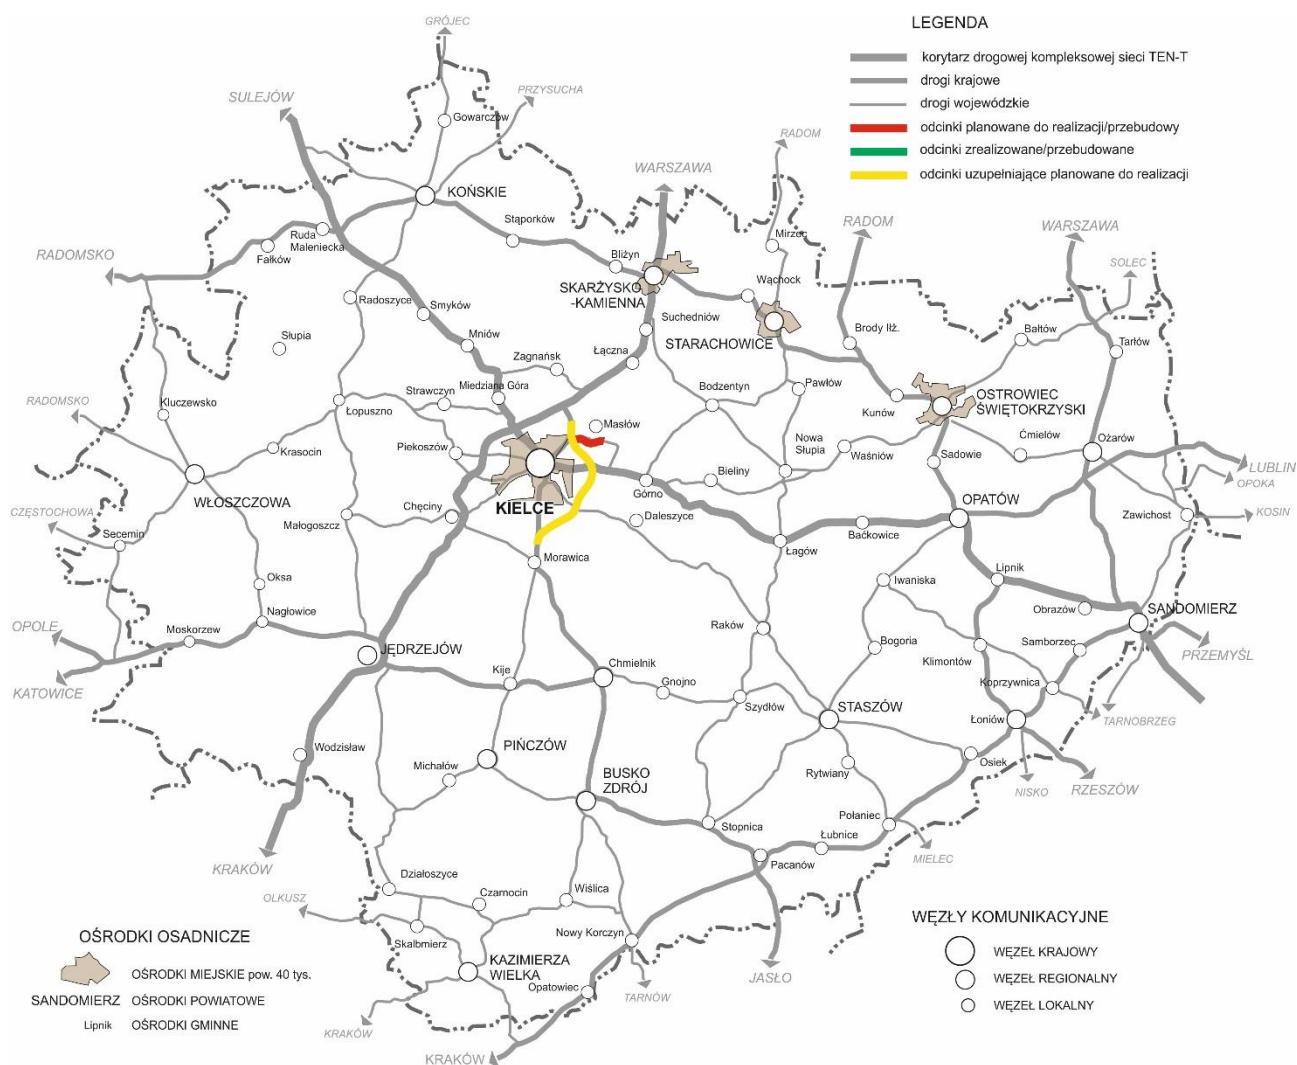 GRÓJEC
LEGENDA
korytarz drogowej kompleksowej sieci TEN-T
drogi krajowe
drogi wojewódzkie
odcinki planowane do realizacji/przebudowy
odcinki zrealizowane/przebudowane
odcinki uzupełniające planowane do realizacji
SULEJÓW
PRZYSUCHA
Gowarczów
RADOM
WARSZAWA
KOŃSKIE
Stąporków
Ruda
Maleniecka
Fałków
RADOMSKO
Bliżyn
SKARŻYSKO
-KAMIENNA
Mirzec
Wąchock
RADOM
WARSZAWA
SOLEC
Radoszyce
Smyków
Słupia
Mniów
Suchedniów
STARACHOWICE
Brody Iłż.
Bałtów
Tarłów
Zagnańsk
Łączna
Miedziana Góra
Strawczyn
Bodzentyn
Pawłów
Kunów
OSTROWIEC
ŚWIĘTOKRZYSKI
RADOMSKO
Kluczewsko
Łopuszno
Masłów
Piekoszów
Krasocin
Nowa
Słupia
Waśniów
Ćmielów
Ożarów
Sadowie
WŁOSZCZOWA
KIELCE
Górno
Bieliny
OPATÓW
LUBLIN
OPOKA
KOSIN
Zawichost
CZĘSTOCHOWA
Secemin
Małogoszcz
Chęciny
Daleszyce
Łagów
Baćkowice
Morawica
Oksa
Nagłowice
Iwaniska
Lipnik
Obrazów
SANDOMIERZ
OPOLE
Moskorzew
JĘDRZEJÓW
Raków
Bogoria
Klimontów
Samborzec
PRZEMYŚL
KATOWICE
Kije
Chmielnik
Gnojno
Szydłów
STASZÓW
Koprzywnica
Łoniów
TARNOBRZEG
Wodzisław
PIŃCZÓW
Michałów
BUSKO
ZDRÓJ
Rytwiany
Osiek
NISKO
RZESZÓW
Stopnica
Połaniec
Łubnice
Pacanów
MIELEC
KRAKÓW
OLKUSZ
Działoszyce
Czarnocin
Wiślica
Skalbmierz
Nowy Korczyn
KAZIMIERZA
WIELKA
Opatowiec
TARNÓW
JASŁO
KRAKÓW
KRAKÓW
OŚRODKI OSADNICZE
OŚRODKI MIEJSKIE pow. 40 tys.
SANDOMIERZ OŚRODKI POWIATOWE
Lipnik OŚRODKI GMINNE
WĘZŁY KOMUNIKACYJNE
WĘZEŁ KRAJOWY
WĘZEŁ REGIONALNY
WĘZEŁ LOKALNY